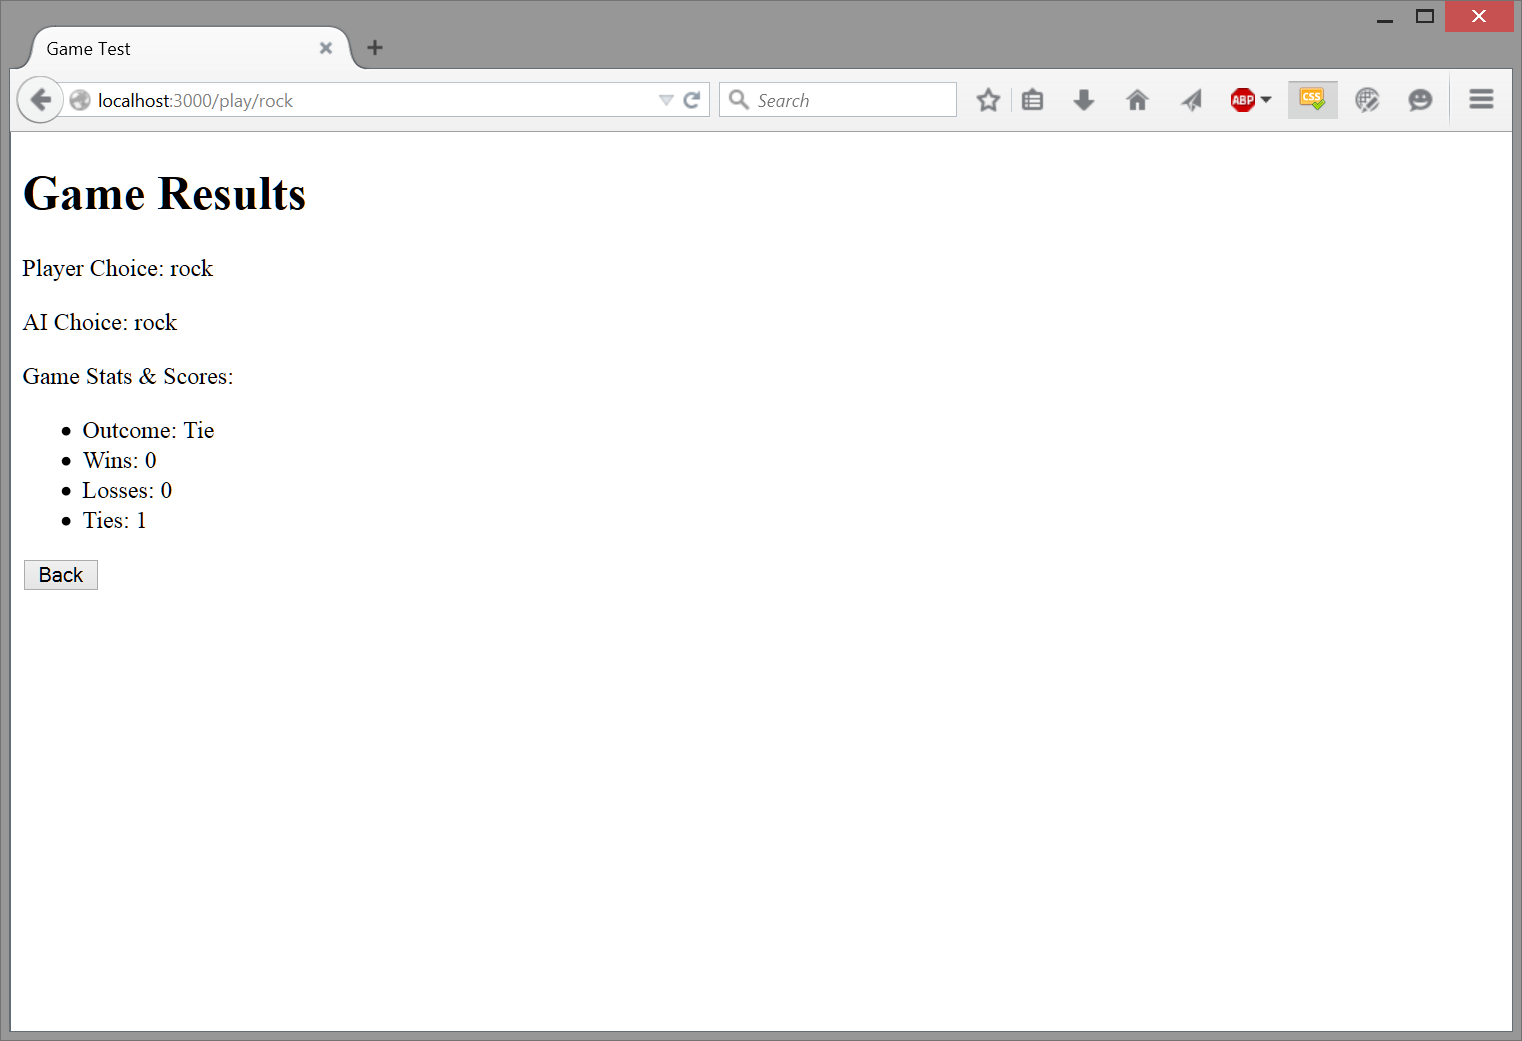 Game Test
localhost:3000/play/rock
Search
ABP
CSS
Game Results
Player Choice: rock
AI Choice: rock
Game Stats & Scores:
Outcome: Tie
Wins: 0
Losses: 0
Ties: 1
Back